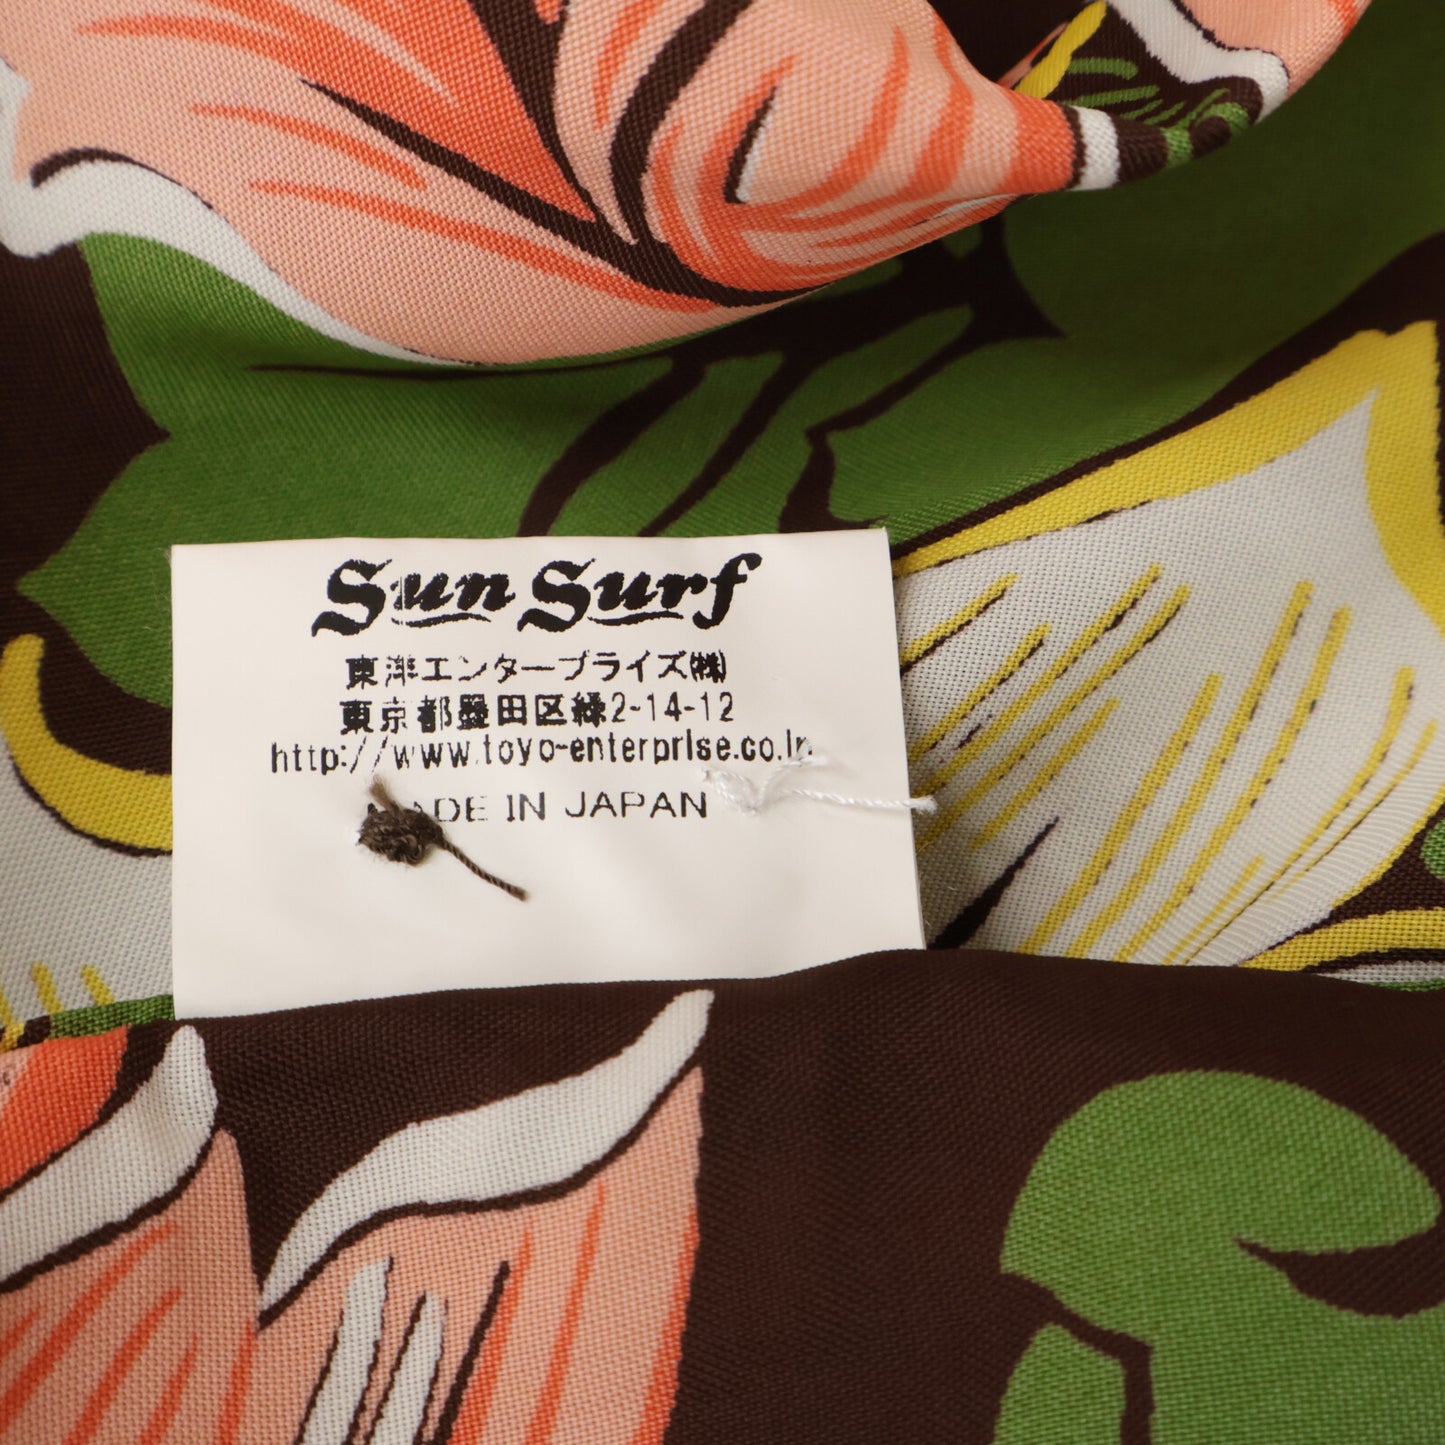 Sun Surf
東洋エンタープライズ㈱
東京都墨田区緑2-14-12
http://www.toyo-enterprise.co.jp
MADE IN JAPAN